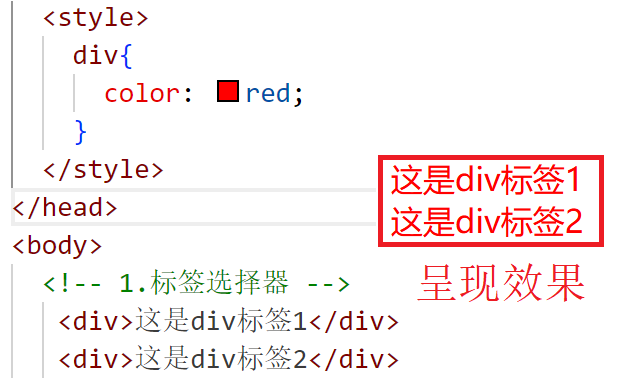 <style>
div{
color: red;
}
</style>
</head>
<body>
<!-- 1.标签选择器 -->
<div>这是div标签1</div>
<div>这是div标签2</div>
这是div标签1
这是div标签2
呈现效果